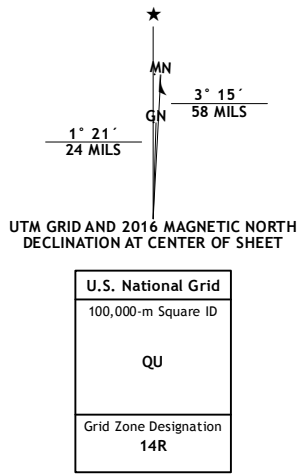 ★
MN
3° 15´
58 MILS
GN
1° 21´
24 MILS
UTM GRID AND 2016 MAGNETIC NORTH
DECLINATION AT CENTER OF SHEET
U.S. National Grid
100,000-m Square ID
QU
Grid Zone Designation
14R